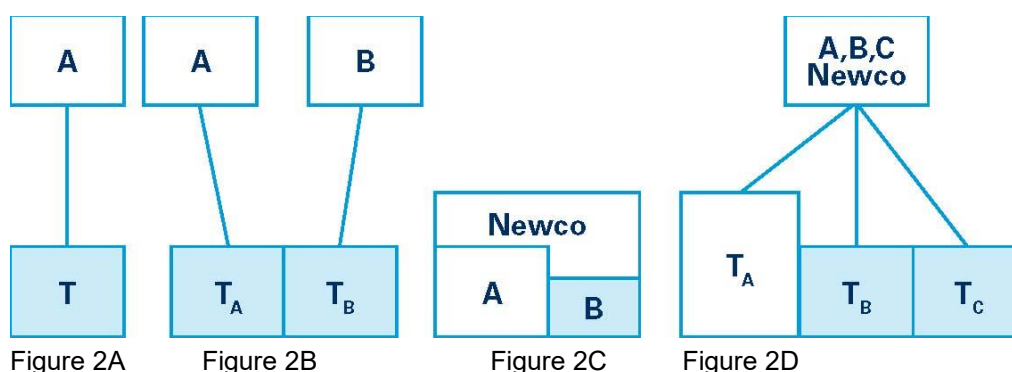 A
A
B
A,B,C
Newco
Newco
A
B
T
T_A
T_B
T_A
T_B
T_C
Figure 2A
Figure 2B
Figure 2C
Figure 2D